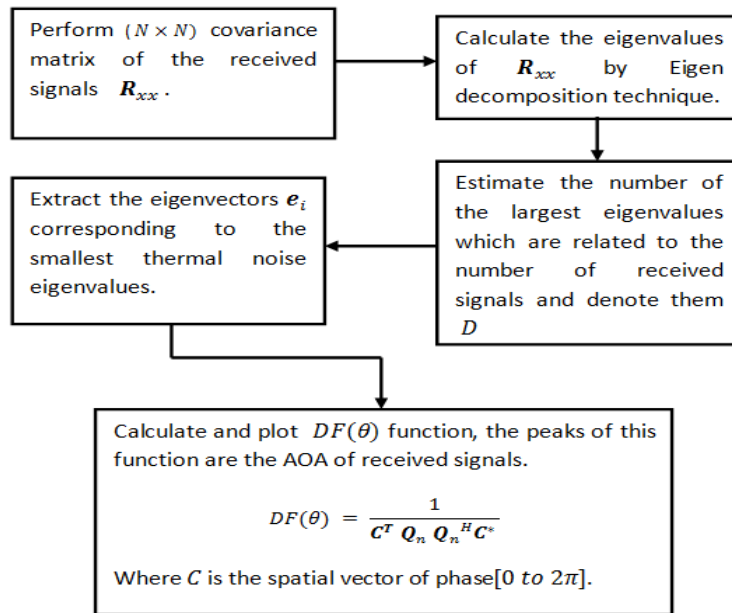 Perform (N × N) covariance
matrix of the received
signals R_xx .
Calculate the eigenvalues
of R_xx by Eigen
decomposition technique.
Estimate the number of
the largest eigenvalues
which are related to the
number of received
signals and denote them
D
Extract the eigenvectors e_i
corresponding to the
smallest thermal noise
eigenvalues.
Calculate and plot DF(θ) function, the peaks of this
function are the AOA of received signals.
DF(θ) = 1 / (C^T Q_n Q_n^H C^*)
Where C is the spatial vector of phase[0 to 2π].